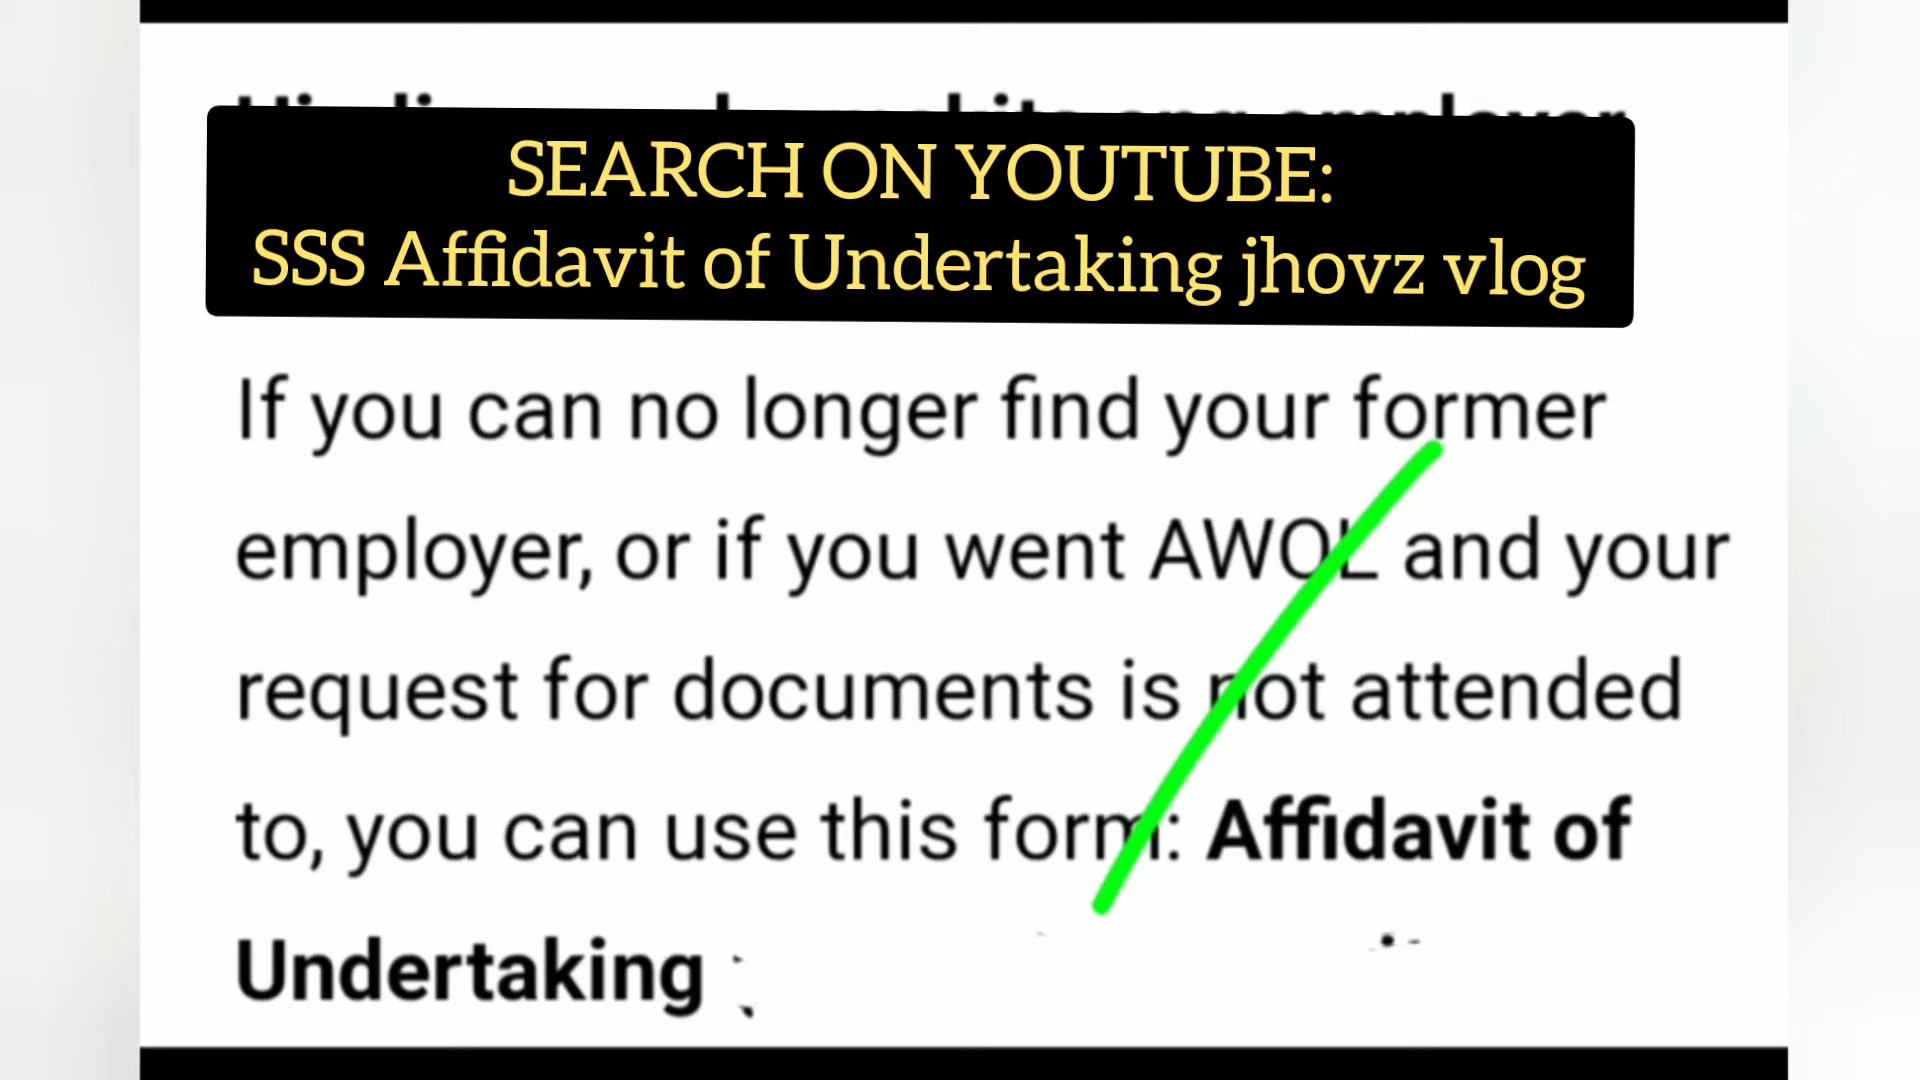 SEARCH ON YOUTUBE:
SSS Affidavit of Undertaking jhovz vlog
If you can no longer find your former
employer, or if you went AWOL and your
request for documents is not attended
to, you can use this form: Affidavit of
Undertaking